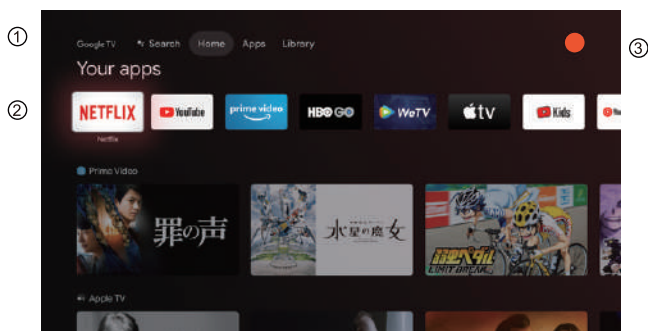 ①
Google TV Search Home Apps Library
③
Your apps
②
NETFLIX YouTube prime video HBO GO WeTV tv Kids
Netflix
Prime Video
罪の声 水星の魔女 弱虫ペダル
LIMIT BREAK
Apple TV